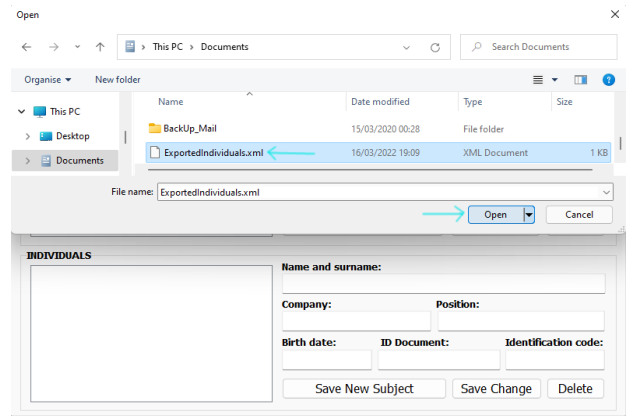 Open
This PC > Documents
Search Documents
Organise New folder
Name Date modified Type Size
This PC
Desktop
Documents
BackUp_Mail 15/03/2020 00:28 File folder
ExportedIndividuals.xml 16/03/2022 19:09 XML Document 1 KB
File name: ExportedIndividuals.xml
Open Cancel
INDIVIDUALS
Name and surname:
Company: Position:
Birth date: ID Document: Identification code:
Save New Subject Save Change Delete